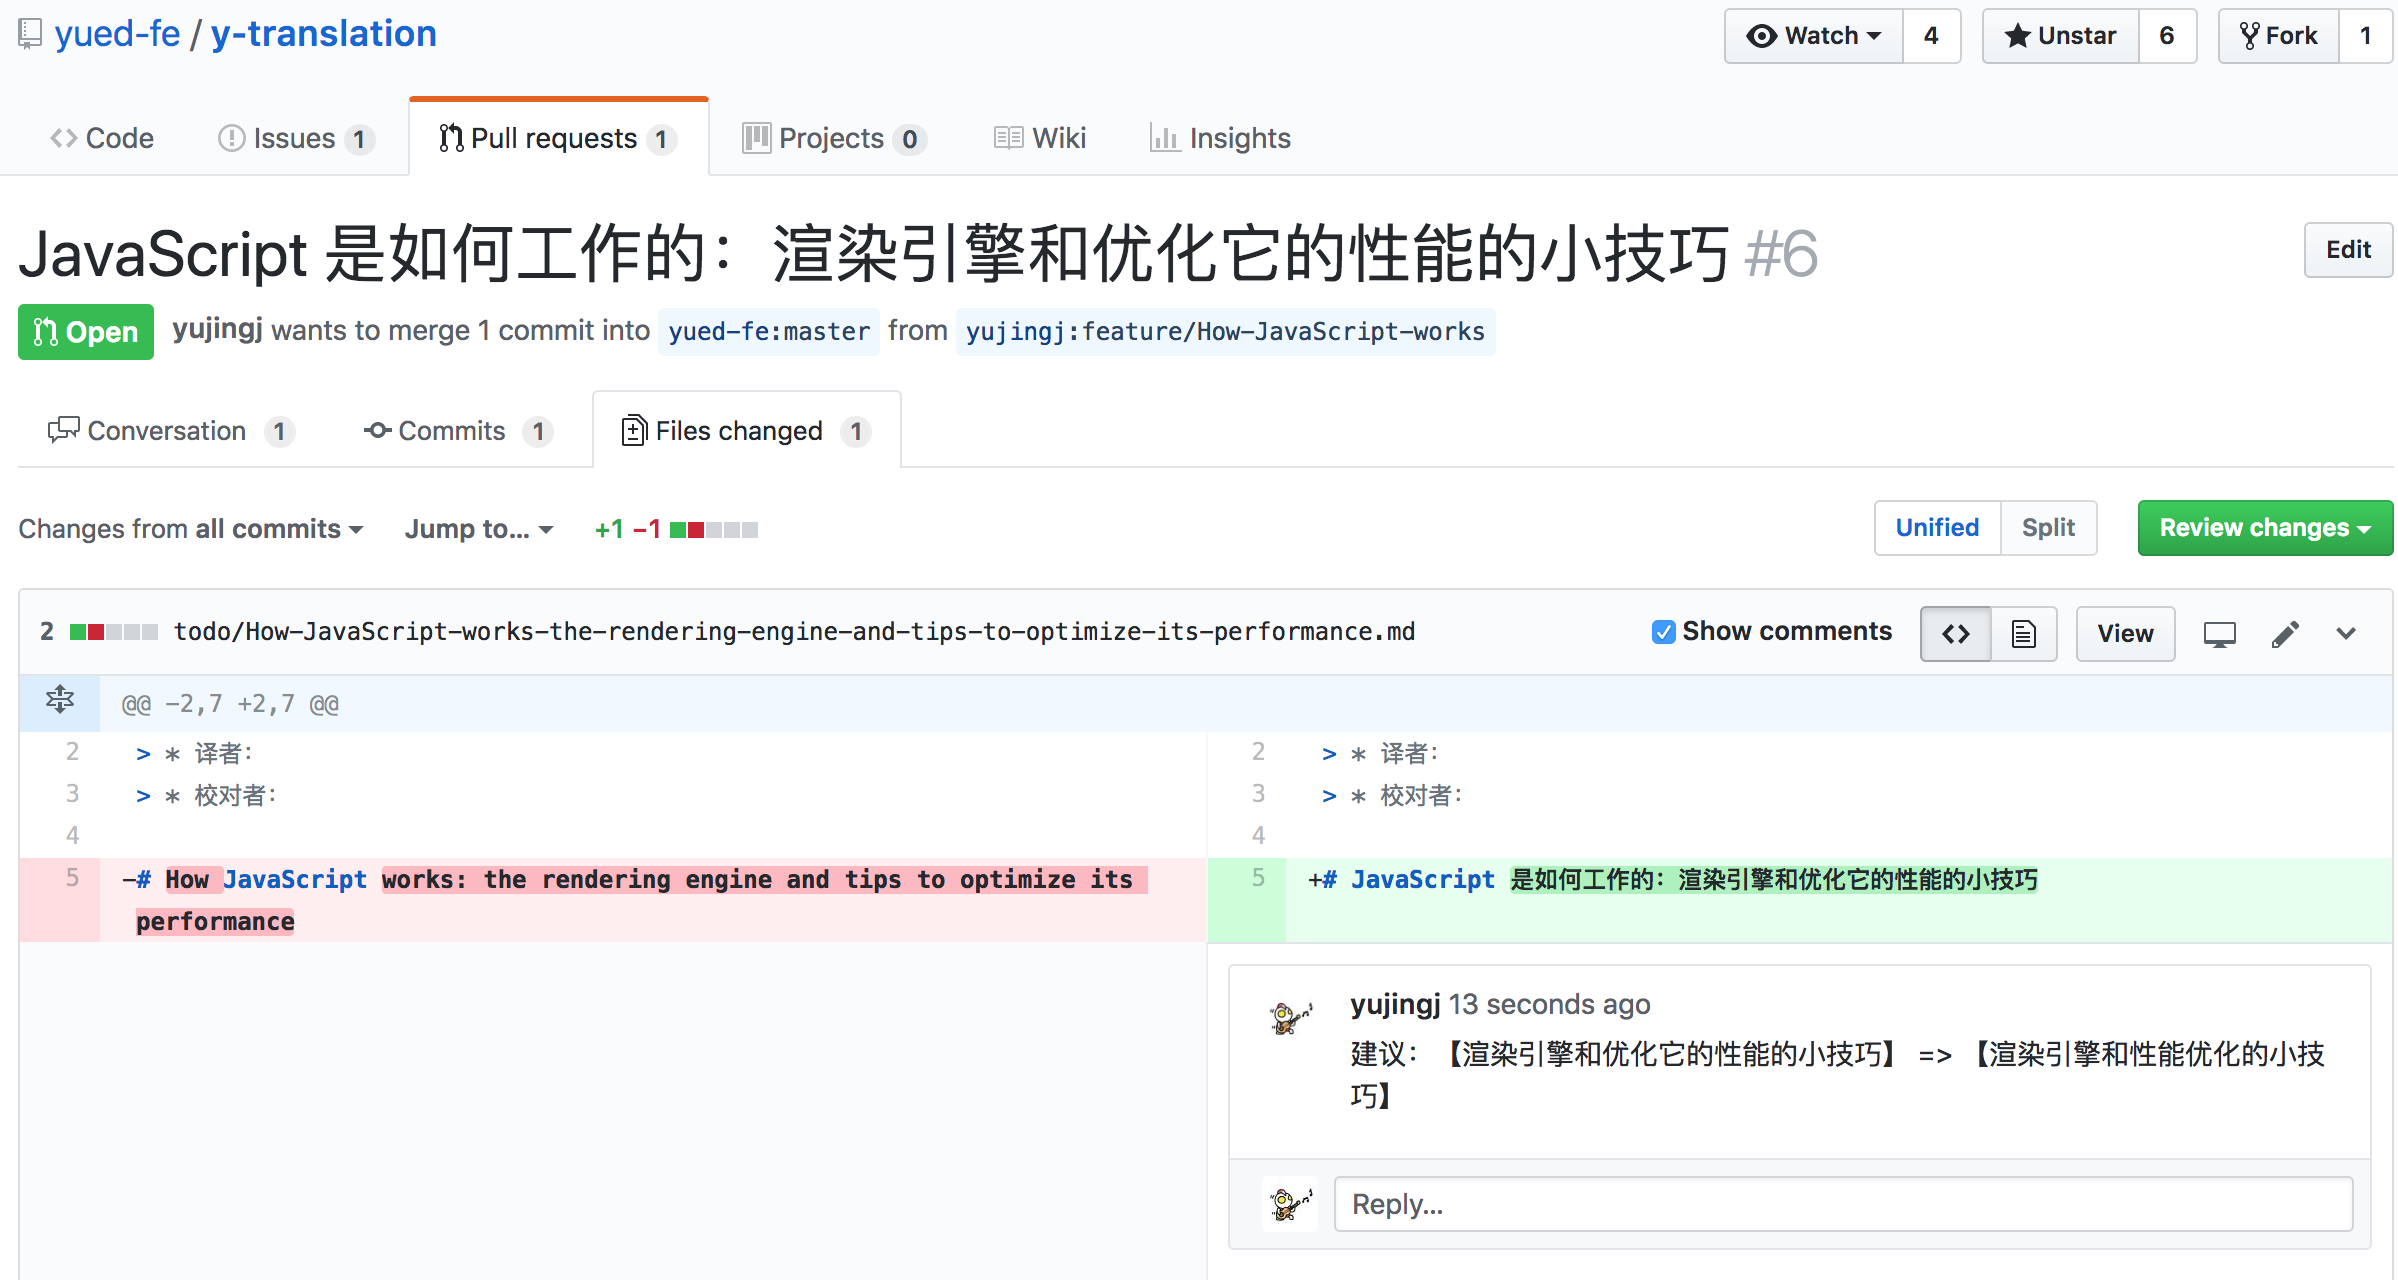 yued-fe / y-translation
Watch 4 Unstar 6 Fork 1
Code Issues 1 Pull requests 1 Projects 0 Wiki Insights
JavaScript 是如何工作的：渲染引擎和优化它的性能的小技巧 #6
Edit
Open yujingj wants to merge 1 commit into yued-fe:master from yujingj:feature/How-JavaScript-works
Conversation 1 Commits 1 Files changed 1
Changes from all commits Jump to... +1 −1
Unified Split Review changes
2 todo/How-JavaScript-works-the-rendering-engine-and-tips-to-optimize-its-performance.md
Show comments View
@@ -2,7 +2,7 @@
2 > * 译者：
2 > * 译者：
3 > * 校对者：
3 > * 校对者：
4
4
5 -# How JavaScript works: the rendering engine and tips to optimize its
performance
5 +# JavaScript 是如何工作的：渲染引擎和优化它的性能的小技巧
yujingj 13 seconds ago
建议：【渲染引擎和优化它的性能的小技巧】 => 【渲染引擎和性能优化的小技
巧】
Reply...